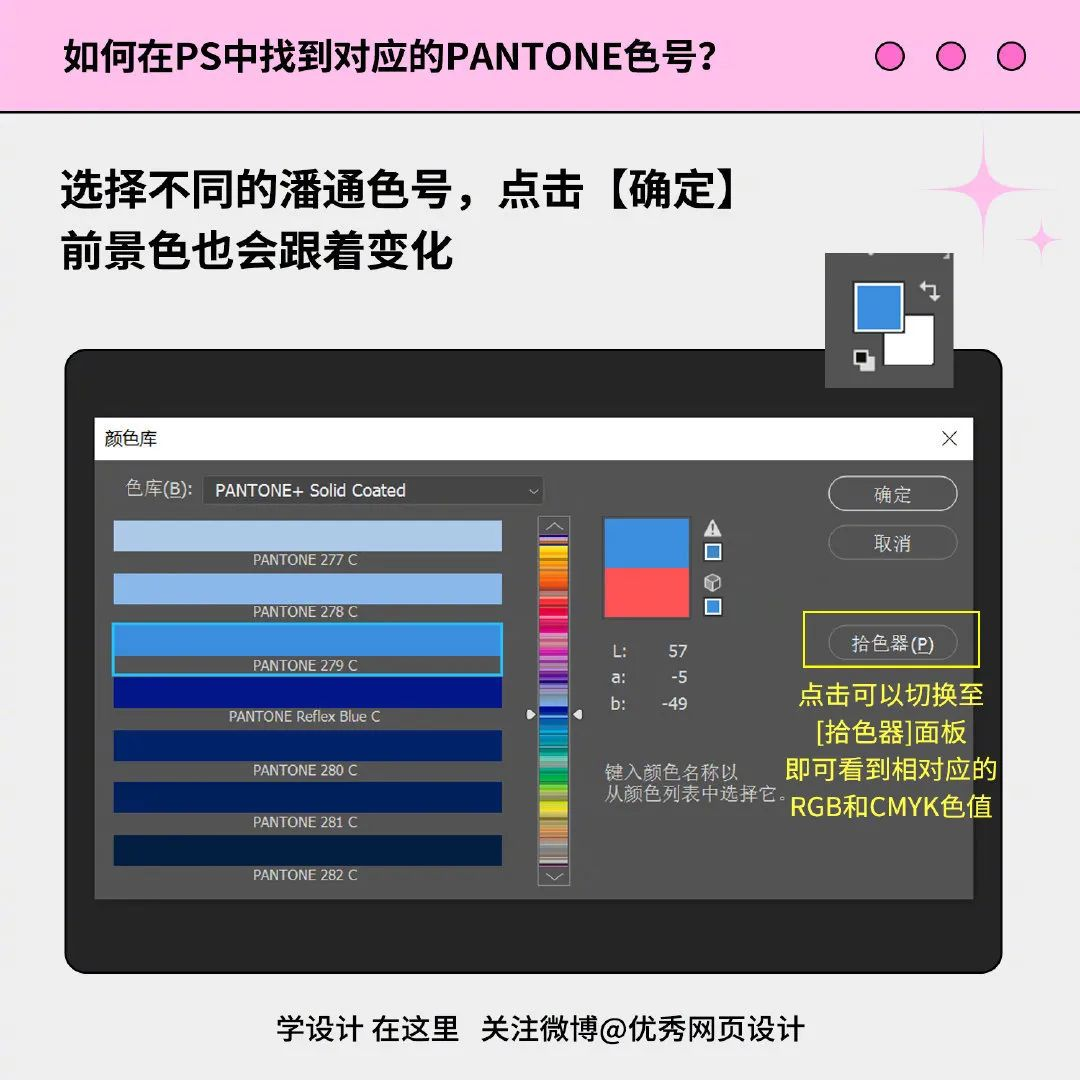 如何在PS中找到对应的PANTONE色号?
选择不同的潘通色号，点击【确定】
前景色也会跟着变化
颜色库
色库(B):
PANTONE+ Solid Coated
确定
取消
PANTONE 277 C
PANTONE 278 C
PANTONE 279 C
PANTONE Reflex Blue C
PANTONE 280 C
PANTONE 281 C
PANTONE 282 C
L: 57
a: -5
b: -49
键入颜色名称以
从颜色列表中选择它。
拾色器(P)
点击可以切换至
[拾色器]面板
即可看到相对应的
RGB和CMYK色值
学设计 在这里 关注微博@优秀网页设计